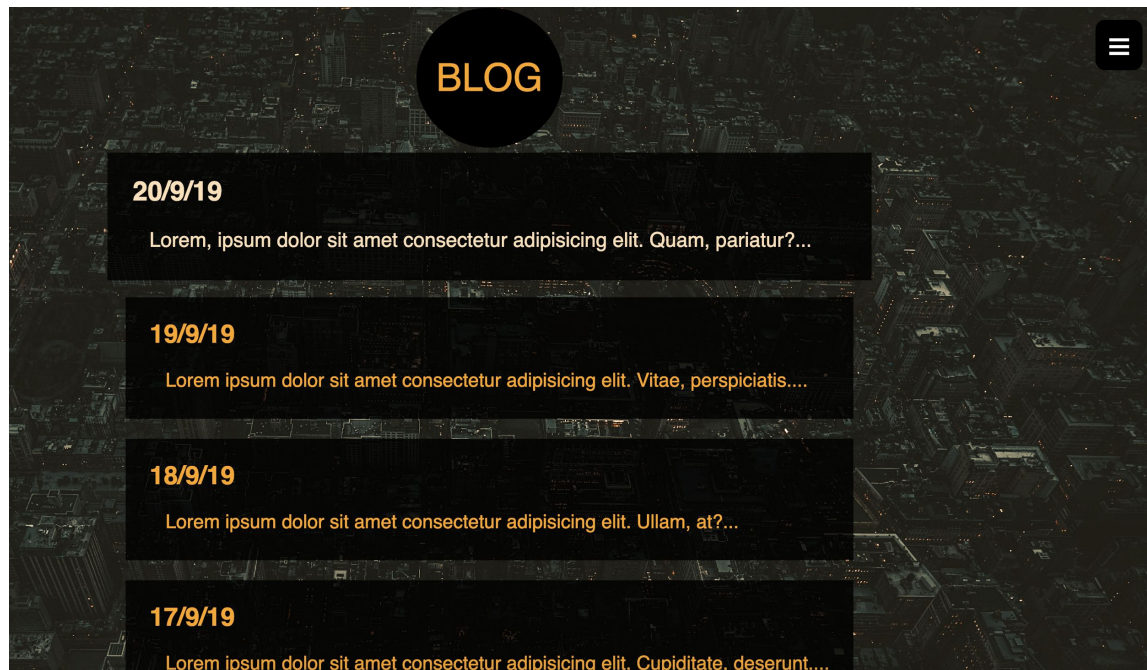 BLOG
20/9/19
Lorem, ipsum dolor sit amet consectetur adipisicing elit. Quam, pariatur?...
19/9/19
Lorem ipsum dolor sit amet consectetur adipisicing elit. Vitae, perspiciatis....
18/9/19
Lorem ipsum dolor sit amet consectetur adipisicing elit. Ullam, at?...
17/9/19
Lorem ipsum dolor sit amet consectetur adipisicing elit. Cupiditate, deserunt....